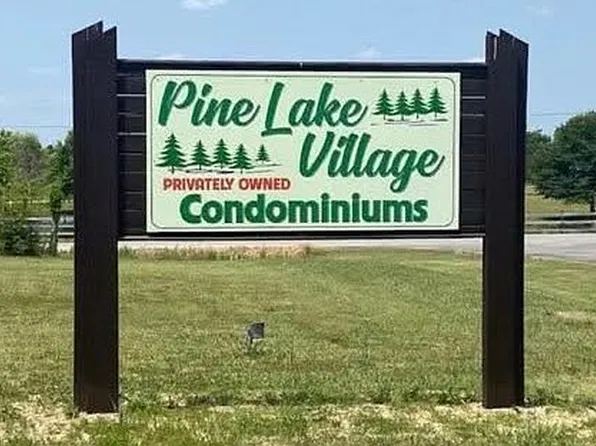 Pine Lake
Village
PRIVATELY OWNED
Condominiums